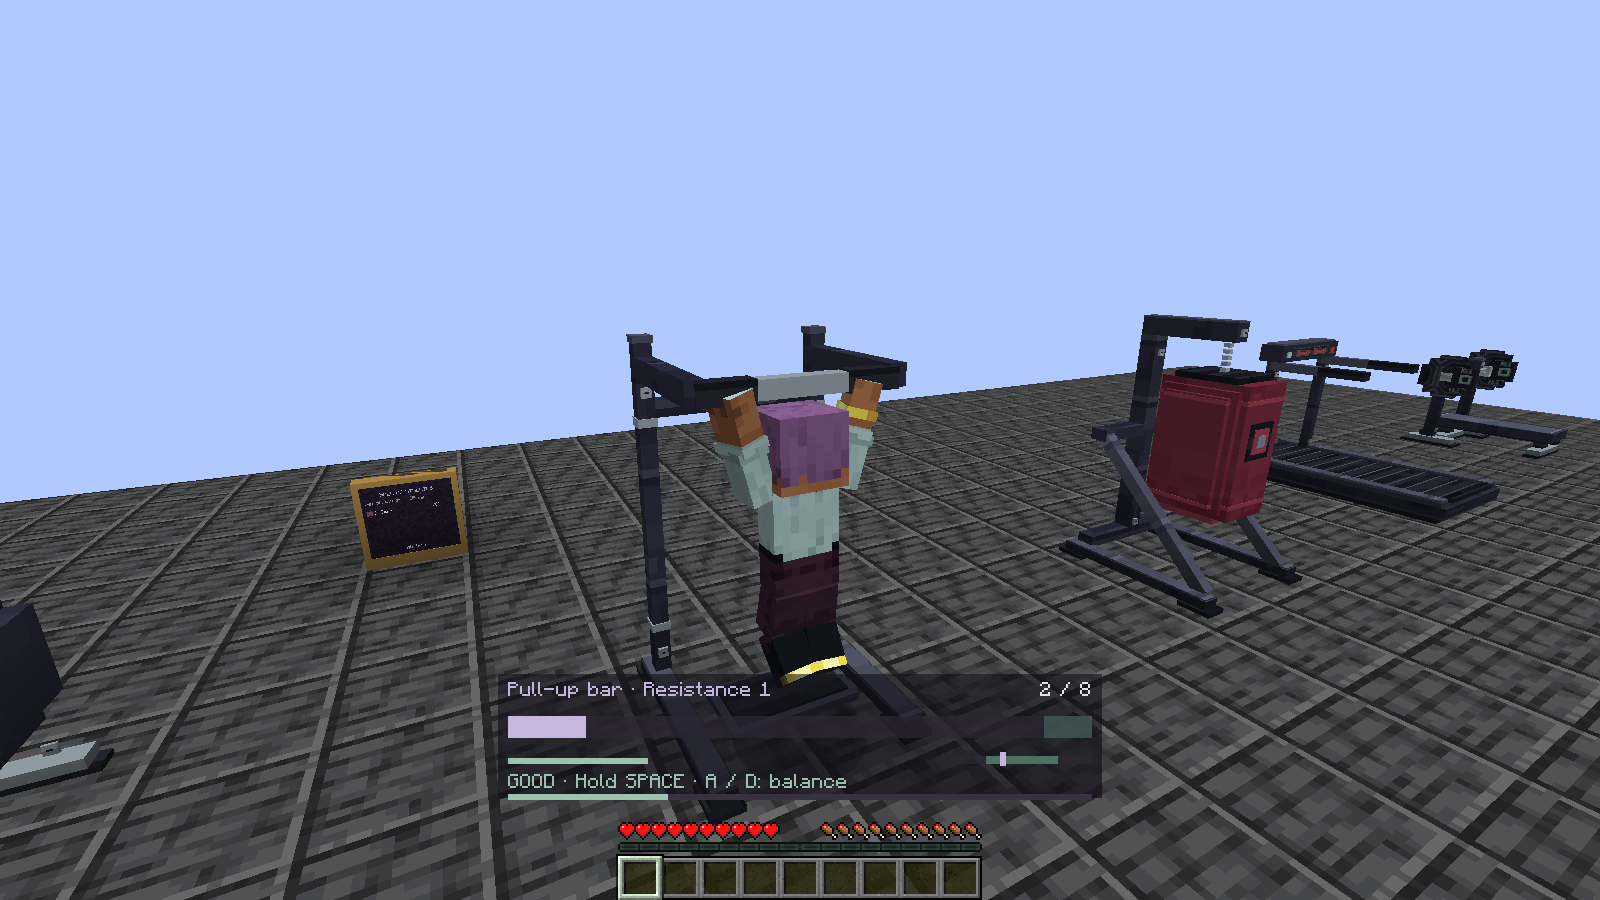 Pull-up bar · Resistance 1
2 / 8
GOOD · Hold SPACE · A / D: balance